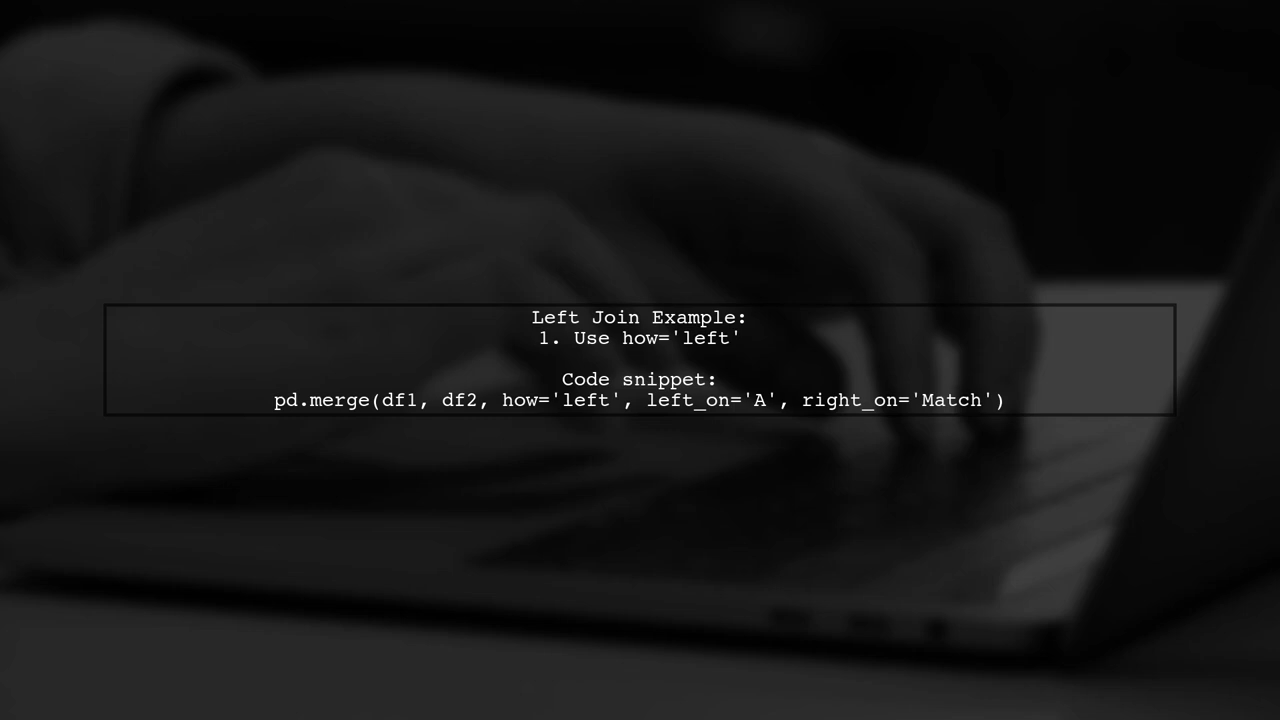 Left Join Example:
1. Use how='left'
Code snippet:
pd.merge(df1, df2, how='left', left_on='A', right_on='Match')